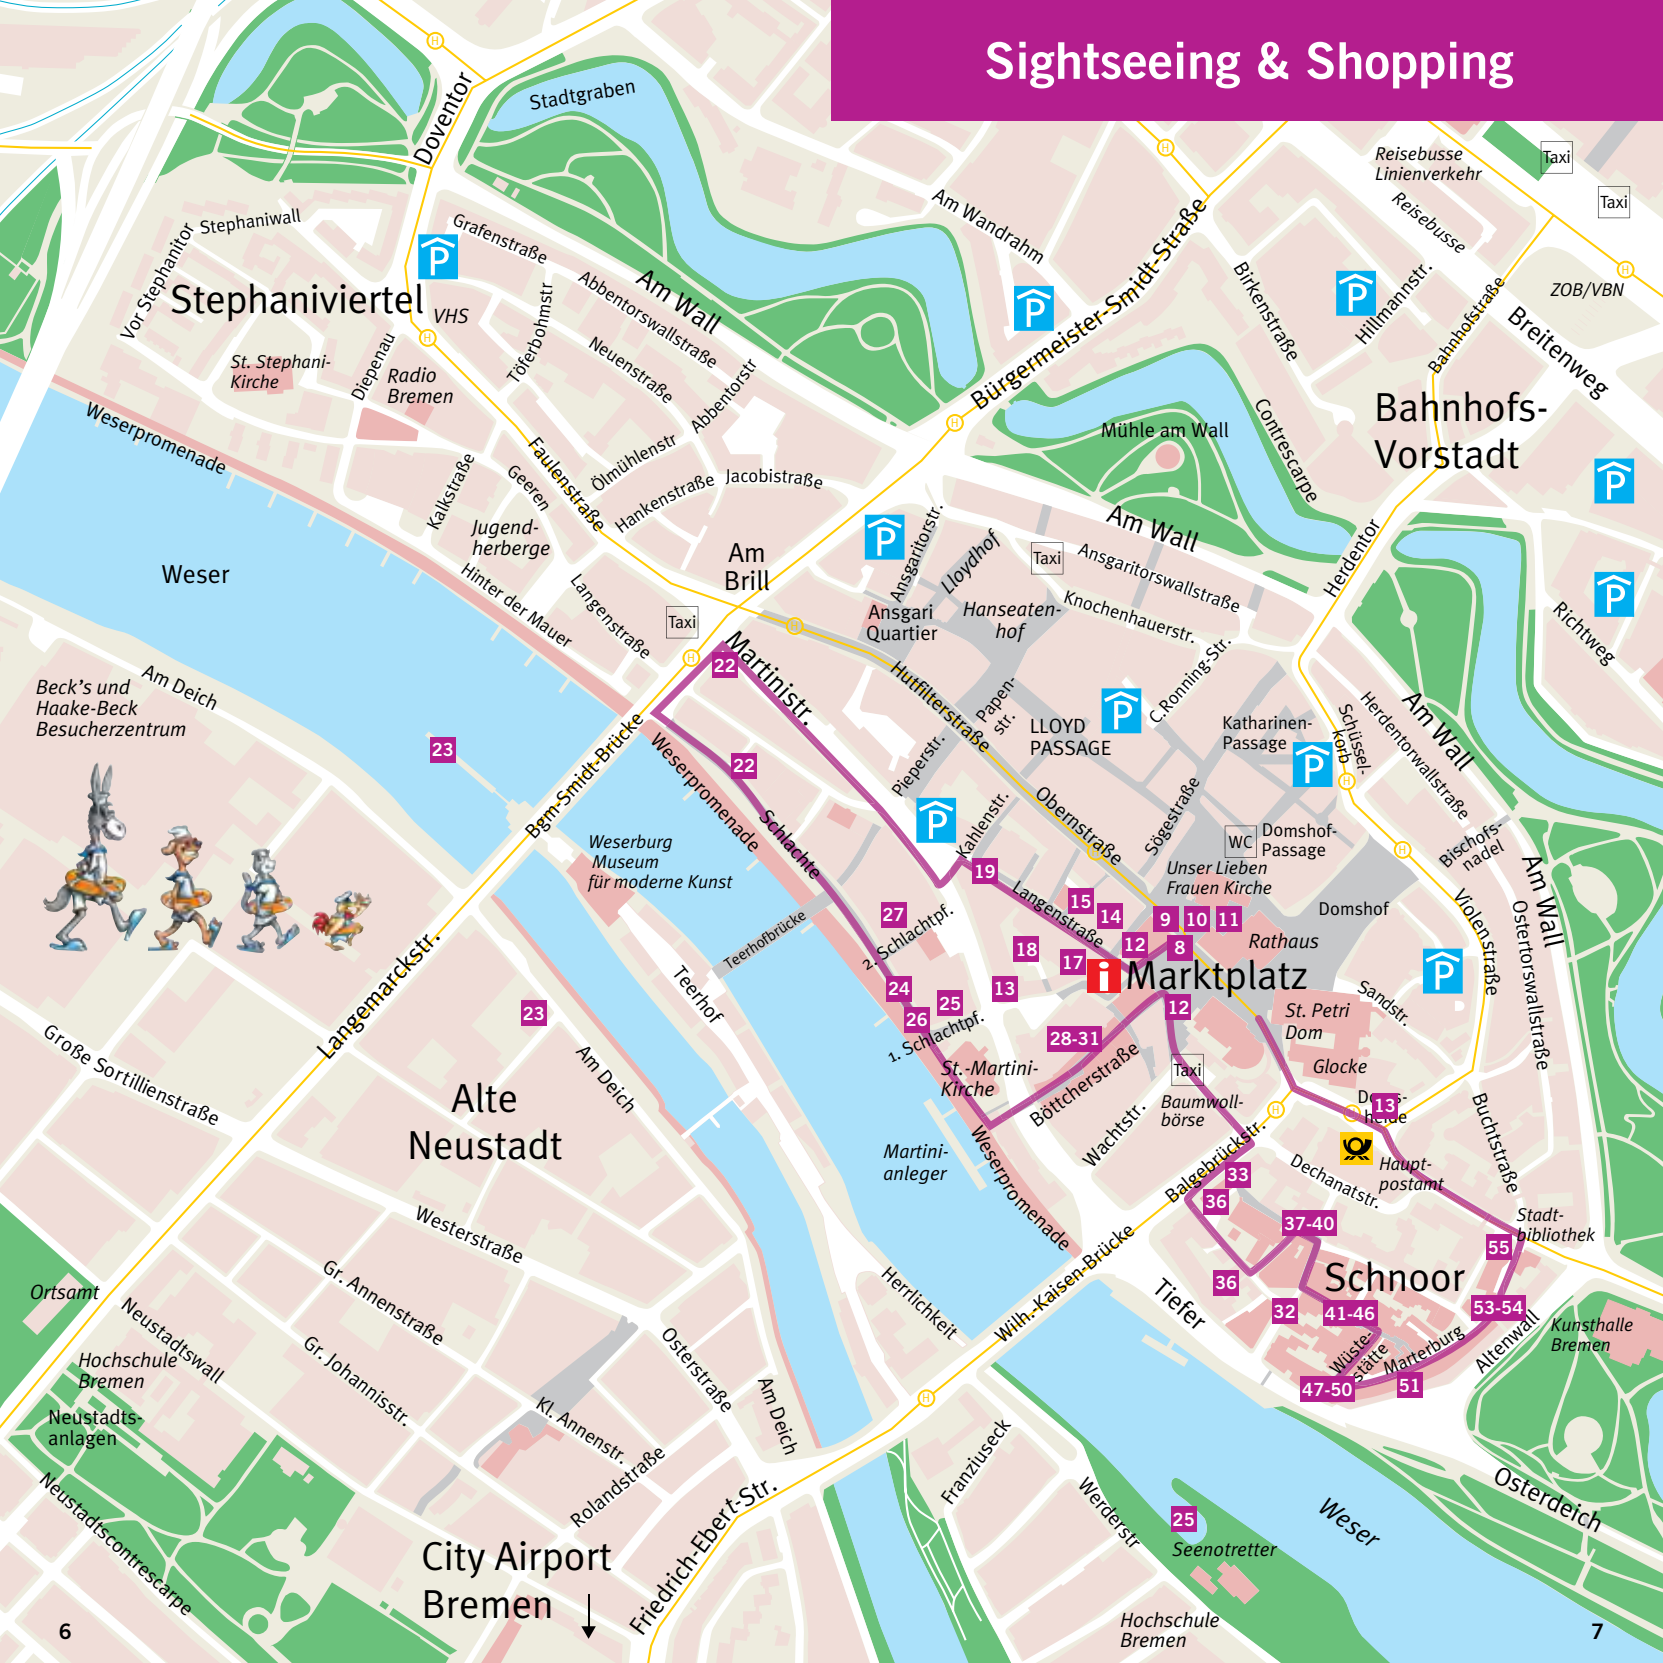 Sightseeing & Shopping
Stadtgraben
Doventor
Reisebusse
Linienverkehr
Taxi
Taxi
Reisebusse
Am Wandrahm
Stephaniwall
Vor Stephanitor
Grafenstraße
P
Stephaniviertel
VHS
Abbentorswallstraße
Am Wall
Töferbohmstr
Neuenstraße
Abbentorstr
Bürgermeister-Smidt-Straße
P
Birkenstraße
P
Hillmannstr.
Bahnhofstraße
ZOB/VBN
Breitenweg
St. Stephani-
Kirche
Diepenau
Radio
Bremen
Bahnhofs-
Vorstadt
Contrescarpe
Mühle am Wall
Weserpromenade
Kalkstraße
Geeren
Faulenstraße
Ölmühlenstr
Hankenstraße
Jacobistraße
Jugend-
herberge
Weser
Hinter der Mauer
Langenstraße
Am
Brill
Taxi
P
Ansgaritorstr.
Lloydhof
Taxi
Am Wall
Ansgaritorswallstraße
Knochenhauerstr.
Ansgari
Quartier
Hanseaten-
hof
Herdentor
P
P
Richtweg
Am Deich
Beck's und
Haake-Beck
Besucherzentrum
22
Martinistr.
Hutfilterstraße
Papen-
str.
C.Ronning-Str.
P
LLOYD
PASSAGE
Katharinen-
Passage
P
Schüssel-
korb
Herdentorwallstraße
Am Wall
23
Bgm-Smidt-Brücke
Weserpromenade
22
Schlachte
Pieperstr.
P
Kahlenstr.
Obernstraße
Sögestraße
WC
Domshof-
Passage
Bischofs-
nadel
Unser Lieben
Frauen Kirche
Weserburg
Museum
für moderne Kunst
Teerhofbrücke
Teerhof
19
Langenstraße
15
14
9
10
11
12
8
Rathaus
Domshof
Violenstraße
Am Wall
Ostertorswallstraße
27
2. Schlachtpf.
18
17
i
Marktplatz
P
24
25
13
12
26
1. Schlachtpf.
28-31
St. Petri
Dom
Sandstr.
Glocke
Langemarckstr.
23
Am Deich
Große Sortillienstraße
Alte
Neustadt
St.-Martini-
Kirche
Böttcherstraße
Taxi
Baumwoll-
börse
13
Wachtstr.
Balgebrückstr.
Haupt-
postamt
Dechanatstr.
Buchtstraße
Martini-
anleger
Weserpromenade
33
36
37-40
Stadt-
bibliothek
55
Schnoor
36
32
41-46
53-54
Wüste-
stätte
Marterburg
Altenwall
Kunsthalle
Bremen
47-50
51
Westerstraße
Ortsamt
Gr. Annenstraße
Neustadtswall
Gr. Johannisstr.
Hochschule
Bremen
Neustadts-
anlagen
Herrlichkeit
Wilh.-Kaisen-Brücke
Tiefer
Osterstraße
Am Deich
Kl. Annenstr.
Rolandstraße
Friedrich-Ebert-Str.
Neustadtscontrescarpe
City Airport
Bremen
Franziuseck
Werderstr
25
Seenotretter
Weser
Osterdeich
Hochschule
Bremen
6
7